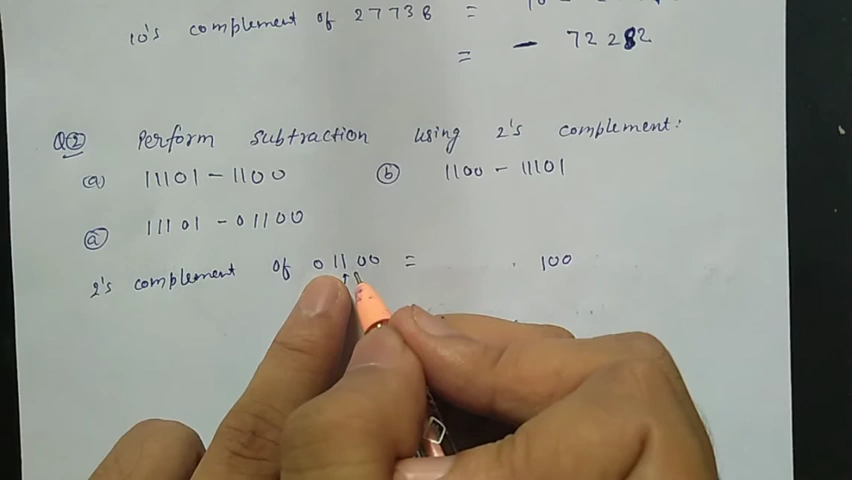 10's complement of 27738 =
= - 72282
Q② Perform subtraction using 2's complement:
ⓐ 11101 - 1100 ⓑ 1100 - 11101
ⓐ 11101 - 01100
2's complement of 01100 = 100